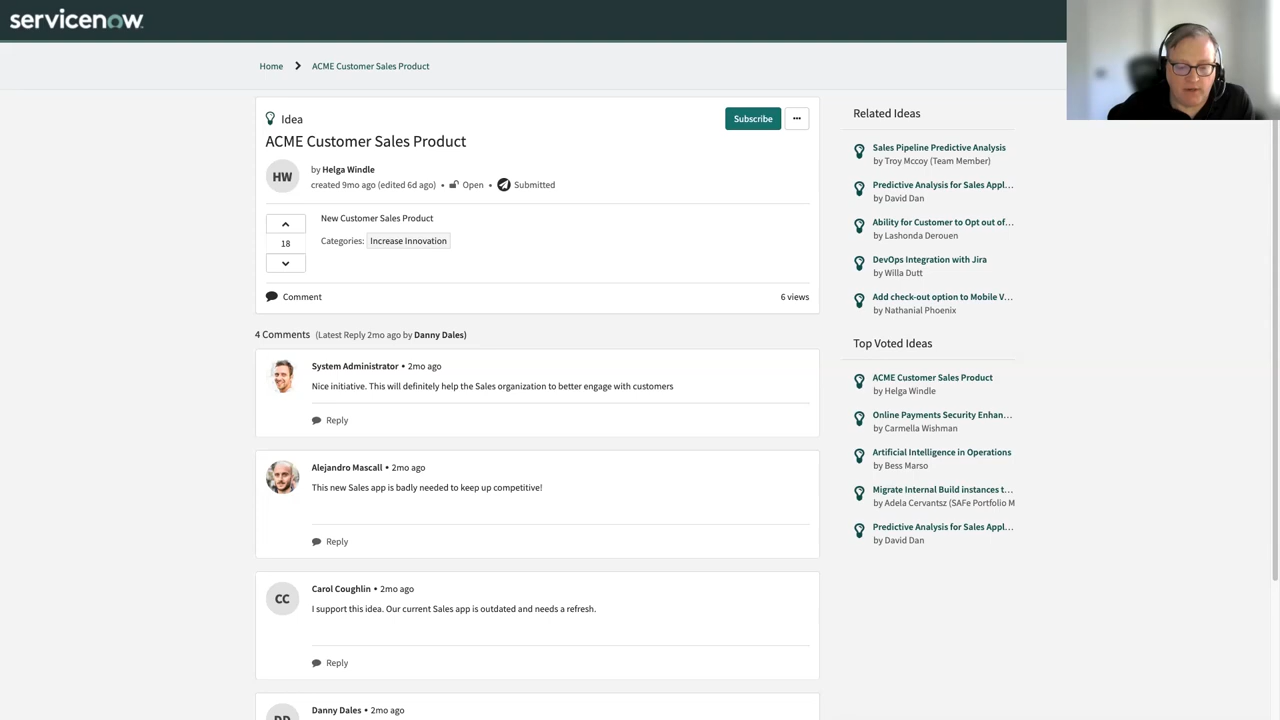 servicenow
Home
ACME Customer Sales Product
Idea
Subscribe
ACME Customer Sales Product
HW
by Helga Windle
created 9mo ago (edited 6d ago) • Open • Submitted
New Customer Sales Product
18
Categories: Increase Innovation
Comment
6 views
4 Comments (Latest Reply 2mo ago by Danny Dales)
System Administrator • 2mo ago
Nice initiative. This will definitely help the Sales organization to better engage with customers
Reply
Alejandro Mascall • 2mo ago
This new Sales app is badly needed to keep up competitive!
Reply
CC
Carol Coughlin • 2mo ago
I support this idea. Our current Sales app is outdated and needs a refresh.
Reply
DD
Danny Dales • 2mo ago
Related Ideas
Sales Pipeline Predictive Analysis
by Troy Mccoy (Team Member)
Predictive Analysis for Sales Appl...
by David Dan
Ability for Customer to Opt out of...
by Lashonda Derouen
DevOps Integration with Jira
by Willa Dutt
Add check-out option to Mobile V...
by Nathanial Phoenix
Top Voted Ideas
ACME Customer Sales Product
by Helga Windle
Online Payments Security Enhan...
by Carmella Wishman
Artificial Intelligence in Operations
by Bess Marso
Migrate Internal Build instances t...
by Adela Cervantsz (SAFe Portfolio M
Predictive Analysis for Sales Appl...
by David Dan